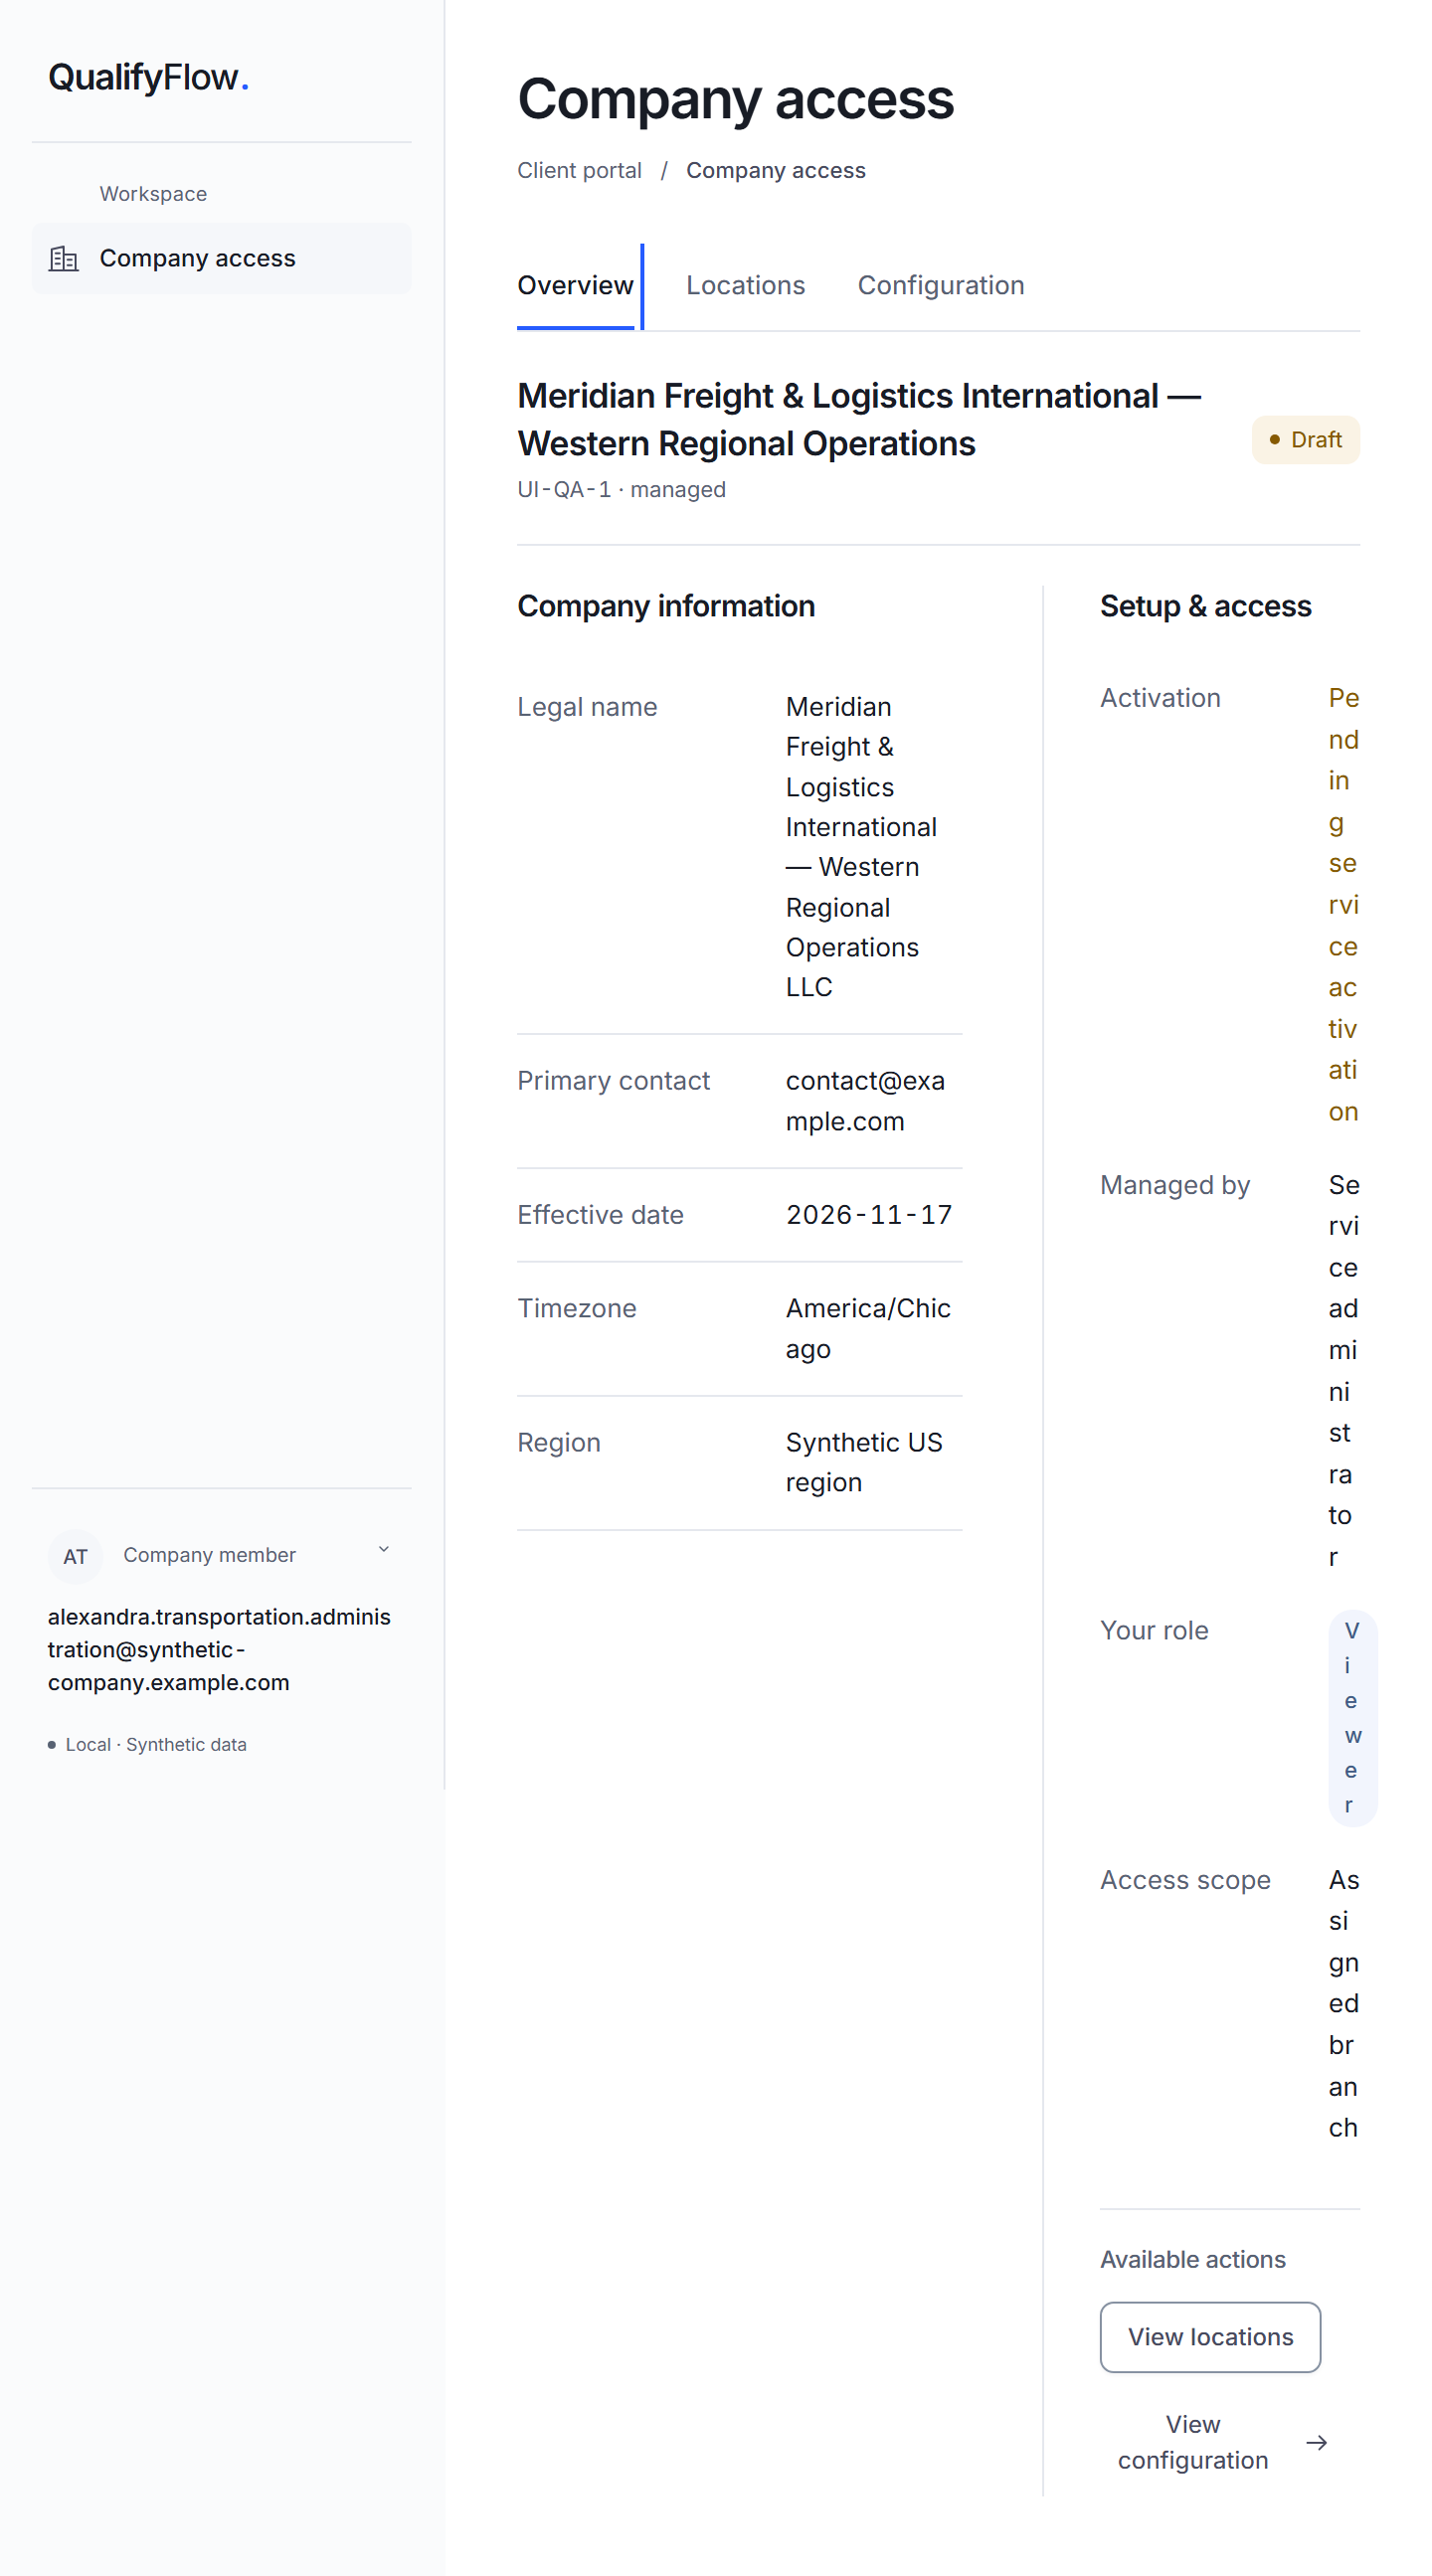 QualifyFlow.
Workspace
Company access
AT
Company member
alexandra.transportation.adminis
tration@synthetic-
company.example.com
Local · Synthetic data
Company access
Client portal / Company access
Overview
Locations
Configuration
Meridian Freight & Logistics International —
Western Regional Operations
Draft
UI-QA-1 · managed
Company information
Legal name
Meridian
Freight &
Logistics
International
— Western
Regional
Operations
LLC
Primary contact
contact@exa
mple.com
Effective date
2026-11-17
Timezone
America/Chic
ago
Region
Synthetic US
region
Setup & access
Activation
Pe
nd
in
g
se
rvi
ce
ac
tiv
ati
on
Managed by
Se
rvi
ce
ad
mi
ni
st
ra
to
r
Your role
V
i
e
w
e
r
Access scope
As
si
gn
ed
br
an
ch
Available actions
View locations
View
configuration